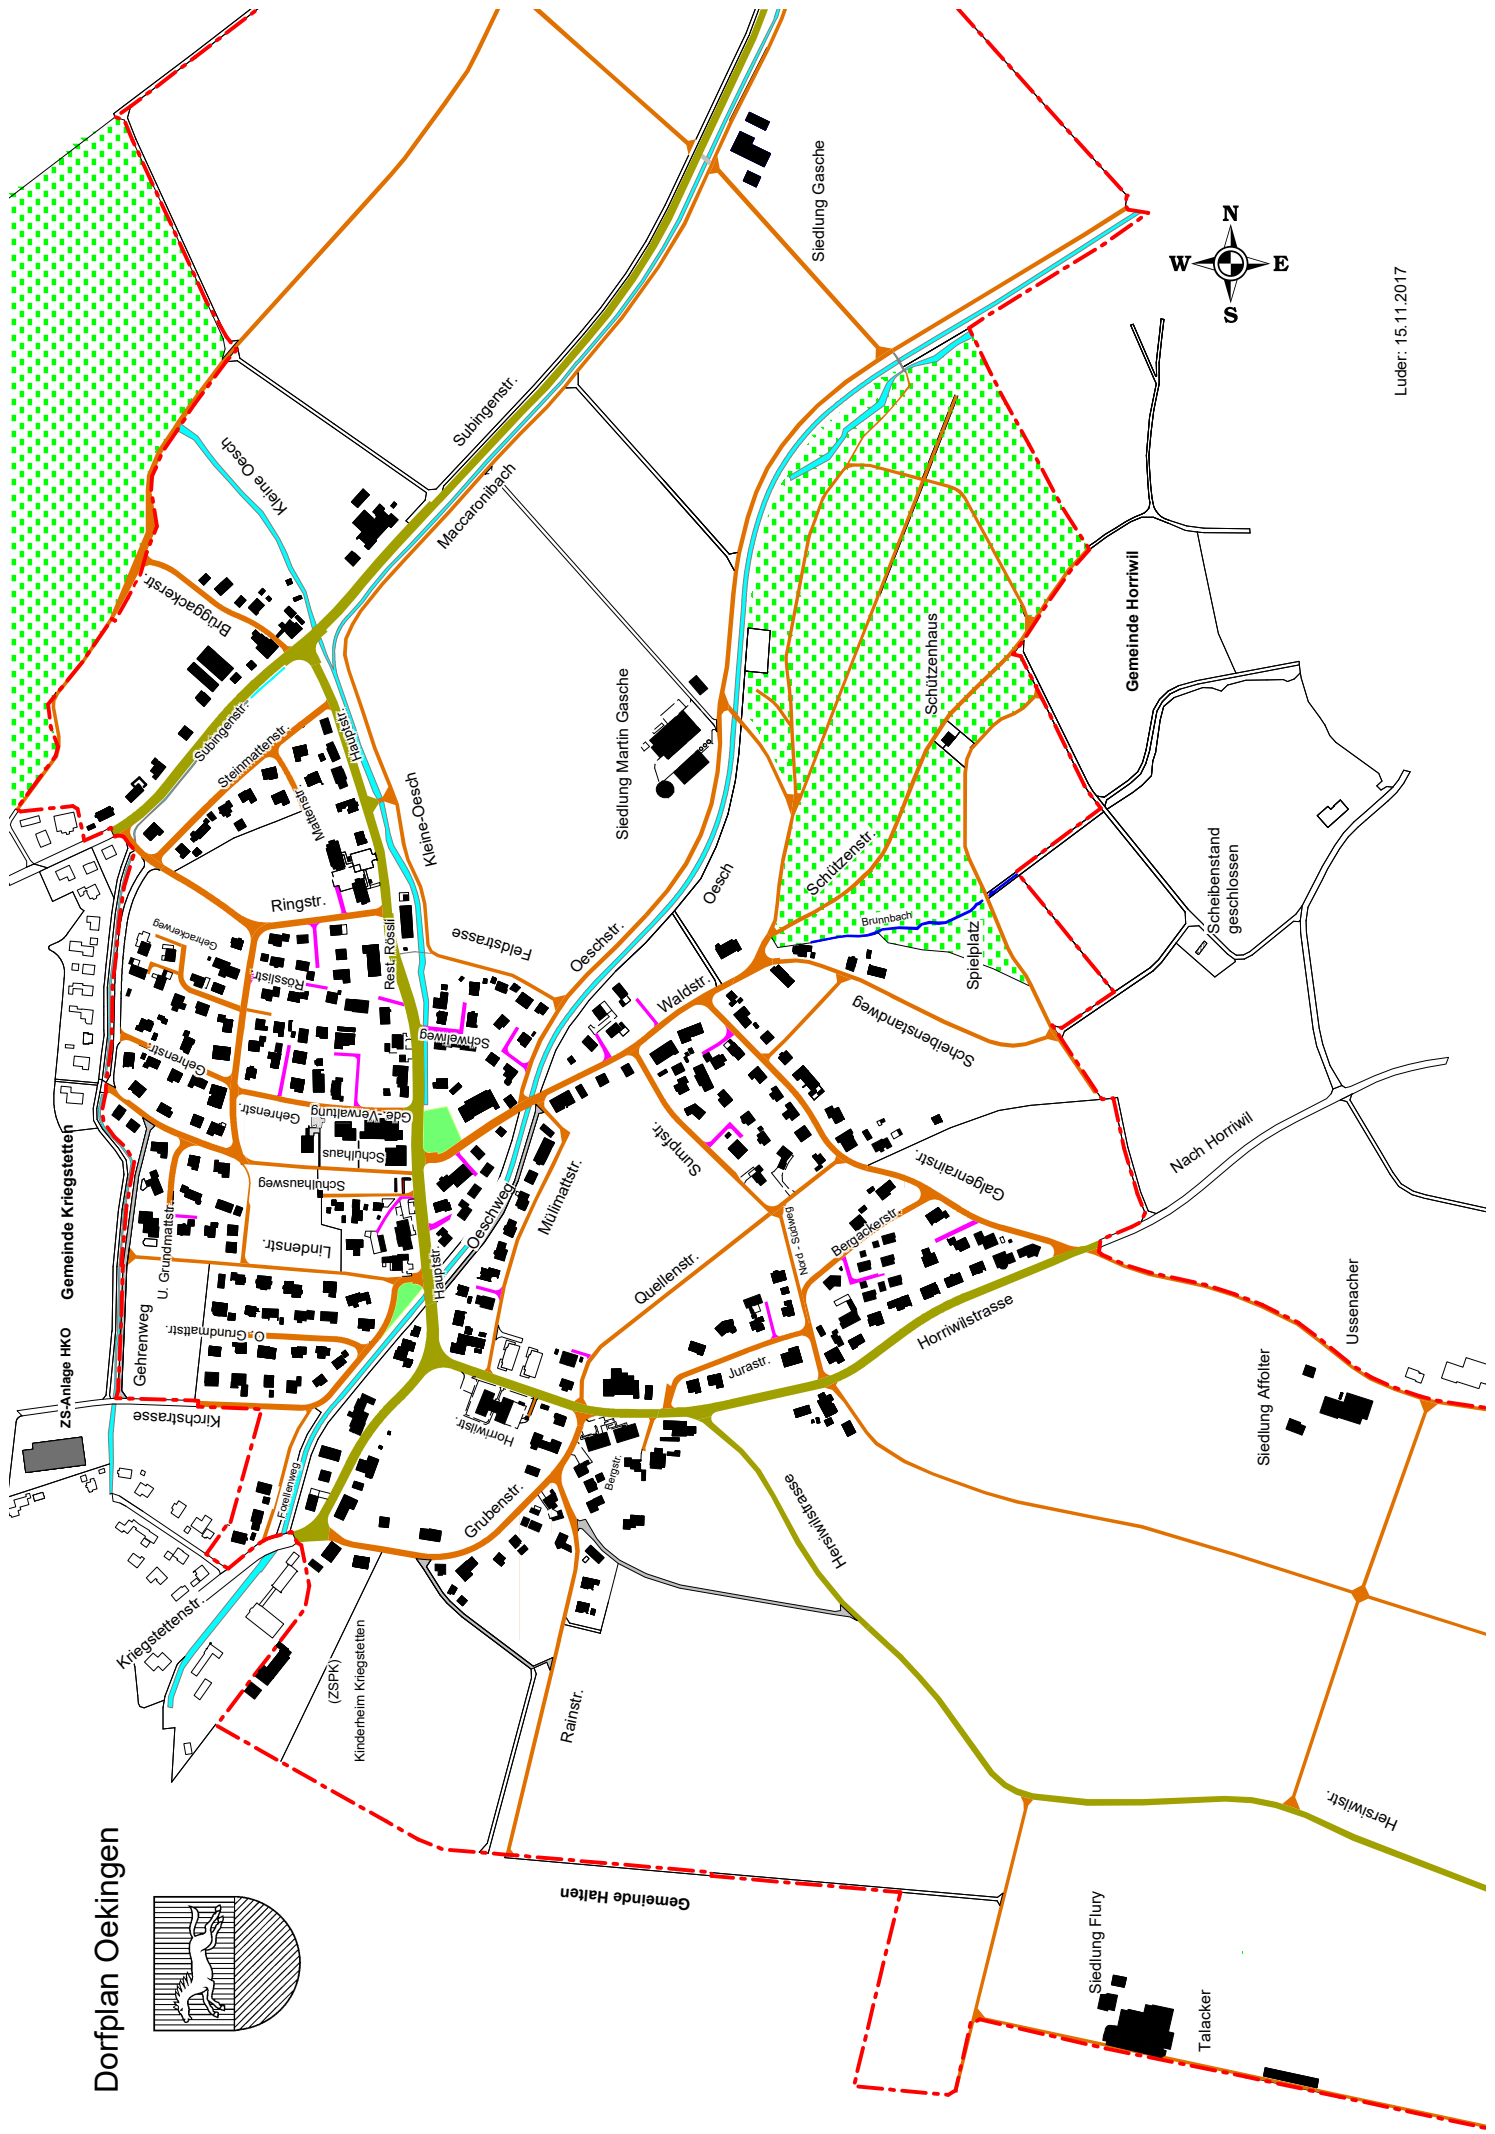 Dorfplan Oekingen
ZS-Anlage HKO
Gemeinde Kriegstetten
Siedlung Gasche
N
W
E
S
Luder: 15.11.2017
Subingenstr.
Kleine Oesch
Maccaronibach
Brüggackerstr.
Subingenstr.
Steinmattenstr.
Hauptstr.
Mattenstr.
Kleine-Oesch
Siedlung Martin Gasche
Schützenhaus
Gemeinde Horriwil
Ringstr.
Gehrackerweg
Rösslistr.
Rest. Rössli
Feldstrasse
Oeschstr.
Oesch
Schützenstr.
Brunnbach
Spielplatz
Scheibenstand
geschlossen
Waldstr.
Scheibenstandweg
Gehrenstr.
Schweliweg
Gehrenstr.
Gde.-Verwaltung
Schulhaus
Schulhausweg
Sumpfstr.
Galgenrainstr.
Nach Horriwil
U. Grundmattstr.
Lindenstr.
Oeschweg
Mülimattstr.
Hauptstr.
Quellenstr.
Nord - Südweg
Bergackerstr.
Gehrenweg
O. Grundmattstr.
Horriwilstrasse
Jurastr.
Ussenacher
Siedlung Affolter
Kirchstrasse
Horriwilstr.
Forellenweg
Grubenstr.
Bergstr.
Hersiwilstrasse
Kriegstettenstr.
(ZSPK)
Kinderheim Kriegstetten
Rainstr.
Hersiwilstr.
Gemeinde Halten
Siedlung Flury
Talacker